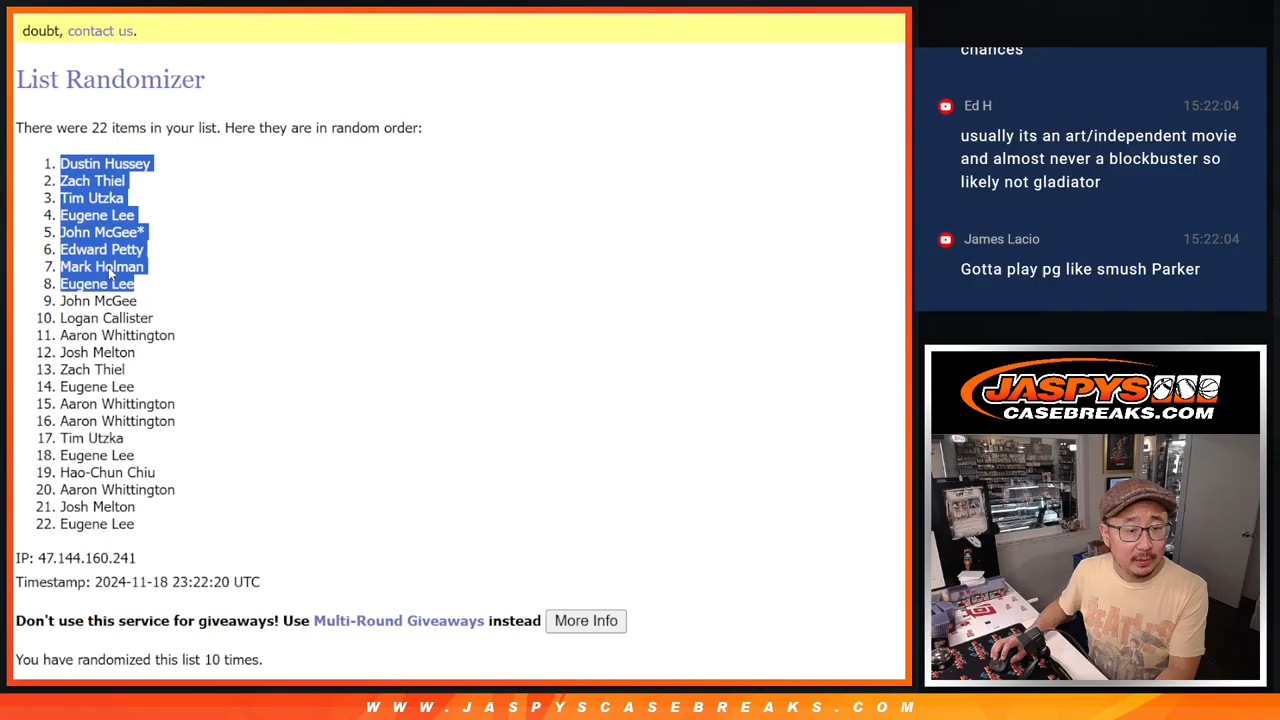 doubt, contact us.
List Randomizer
There were 22 items in your list. Here they are in random order:
1. Dustin Hussey
2. Zach Thiel
3. Tim Utzka
4. Eugene Lee
5. John McGee*
6. Edward Petty
7. Mark Holman
8. Eugene Lee
9. John McGee
10. Logan Callister
11. Aaron Whittington
12. Josh Melton
13. Zach Thiel
14. Eugene Lee
15. Aaron Whittington
16. Aaron Whittington
17. Tim Utzka
18. Eugene Lee
19. Hao-Chun Chiu
20. Aaron Whittington
21. Josh Melton
22. Eugene Lee
IP: 47.144.160.241
Timestamp: 2024-11-18 23:22:20 UTC
Don't use this service for giveaways! Use Multi-Round Giveaways instead More Info
You have randomized this list 10 times.
chances
Ed H 15:22:04
usually its an art/independent movie
and almost never a blockbuster so
likely not gladiator
James Lacio 15:22:04
Gotta play pg like smush Parker
JASPYS
CASEBREAKS.COM
BEATLES
WWW.JASPYSCASEBREAKS.COM